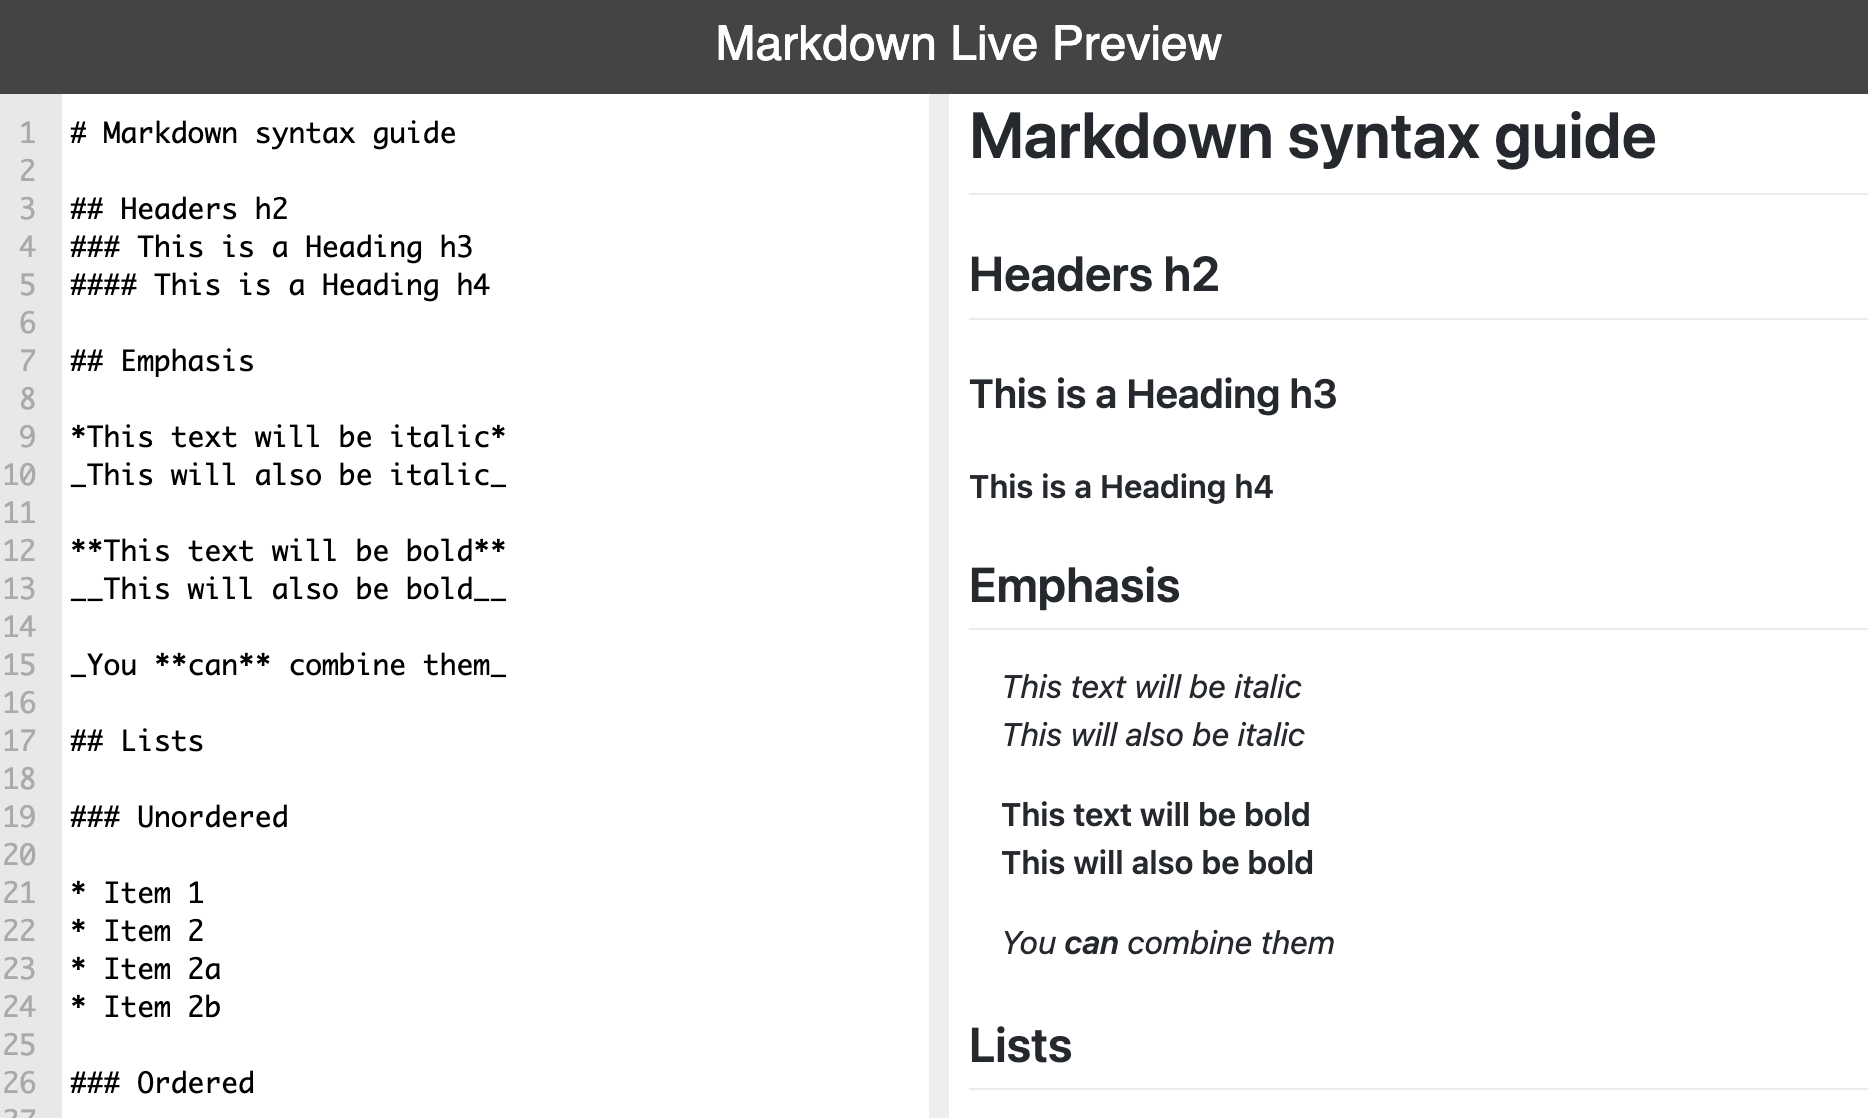 Markdown Live Preview
1 # Markdown syntax guide
2
3 ## Headers h2
4 ### This is a Heading h3
5 #### This is a Heading h4
6
7 ## Emphasis
8
9 *This text will be italic*
10 _This will also be italic_
11
12 **This text will be bold**
13 __This will also be bold__
14
15 _You **can** combine them_
16
17 ## Lists
18
19 ### Unordered
20
21 * Item 1
22 * Item 2
23 * Item 2a
24 * Item 2b
25
26 ### Ordered
27
Markdown syntax guide
Headers h2
This is a Heading h3
This is a Heading h4
Emphasis
This text will be italic
This will also be italic
This text will be bold
This will also be bold
You can combine them
Lists